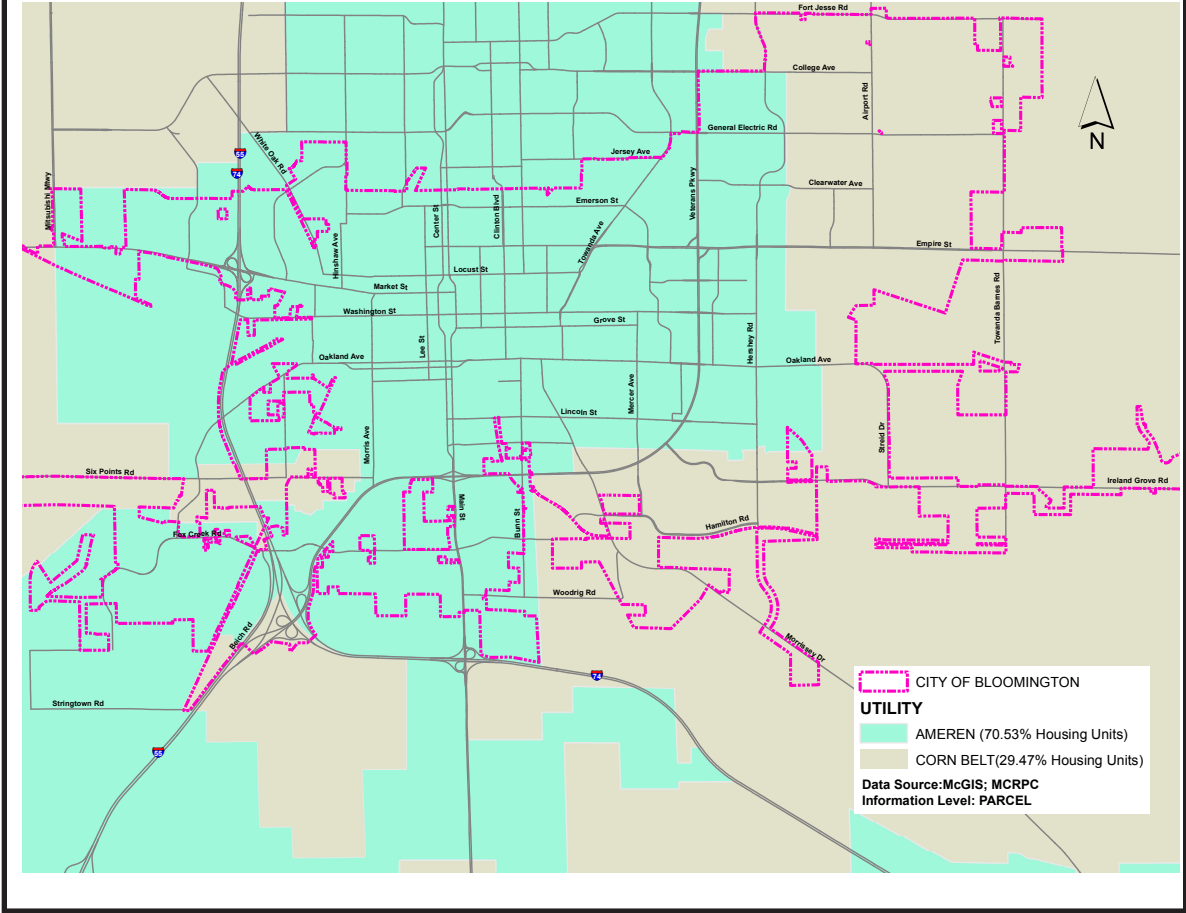 Fort Jesse Rd
College Ave
Airport Rd
General Electric Rd
N
White Oak Rd
55
74
Jersey Ave
Clearwater Ave
Mitsubishi Mtwy
Veterans Pkwy
Emerson St
Center St
Clinton Blvd
Towanda Ave
Hinshaw Ave
Empire St
Locust St
Market St
Towanda Barnes Rd
Washington St
Grove St
Lee St
Hershey Rd
Oakland Ave
Oakland Ave
Mercer Ave
Lincoln St
Morris Ave
Streid Dr
Six Points Rd
Ireland Grove Rd
Main St
Bunn St
Hamilton Rd
Fox Creek Rd
Woodrig Rd
Beich Rd
Morrissey Dr
74
Stringtown Rd
55
CITY OF BLOOMINGTON
UTILITY
AMEREN (70.53% Housing Units)
CORN BELT(29.47% Housing Units)
Data Source:McGIS; MCRPC
Information Level: PARCEL